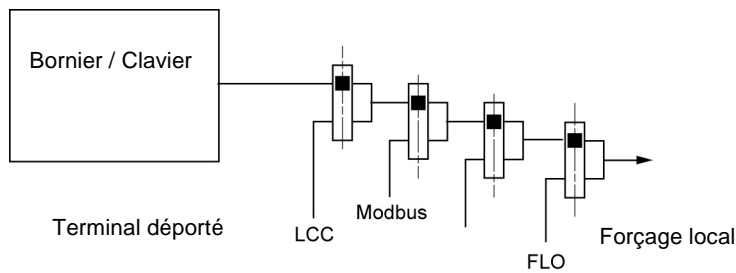 Bornier / Clavier
Terminal déporté
LCC
Modbus
FLO
Forçage local